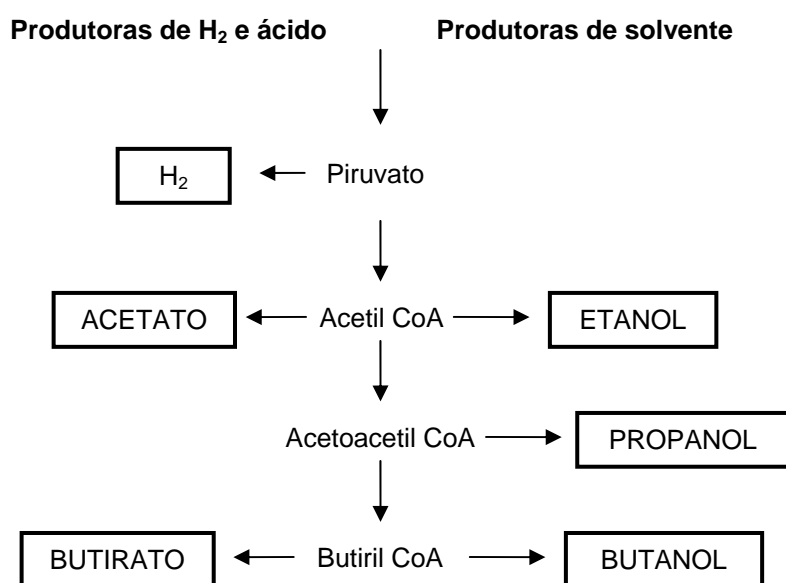 Produtoras de H₂ e ácido Produtoras de solvente
H₂ Piruvato
ACETATO Acetil CoA ETANOL
Acetoacetil CoA PROPANOL
BUTIRATO Butiril CoA BUTANOL